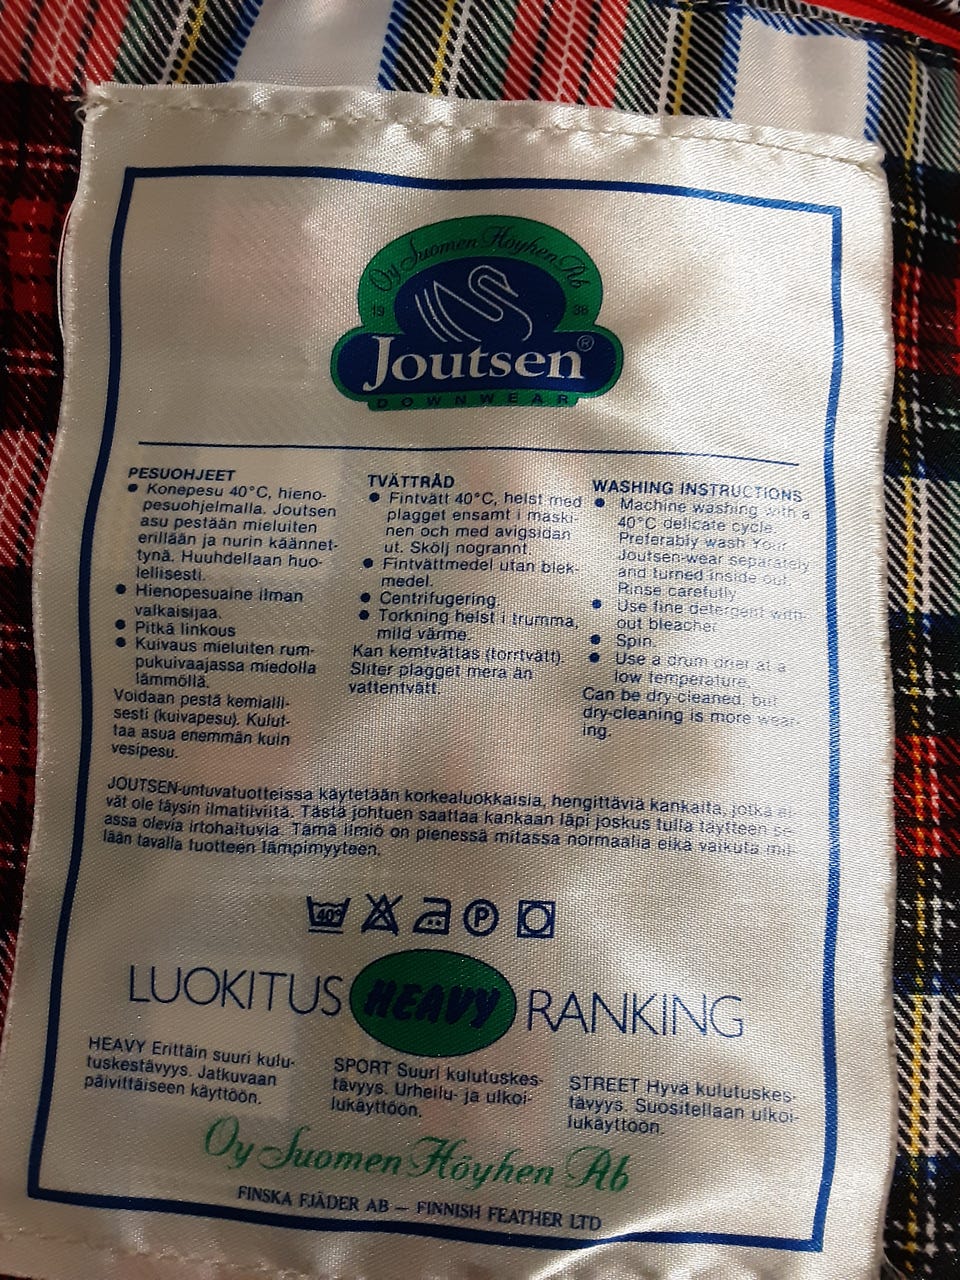 Oy Suomen Höyhen Ab
19 36
Joutsen®
DOWNWEAR
PESUOHJEET
● Konepesu 40°C, hieno-
pesuohjelmalla. Joutsen
asu pestään mieluiten
erillään ja nurin käännet-
tynä. Huuhdellaan huo-
lellisesti.
● Hienopesuaine ilman
valkaisijaa.
● Pitkä linkous
● Kuivaus mieluiten rum-
pukuivaajassa miedolla
lämmöllä.
Voidaan pestä kemialli-
sesti (kuivapesu). Kulut-
taa asua enemmän kuin
vesipesu.
TVÄTTRÅD
● Fintvätt 40°C, helst med
plagget ensamt i maski-
nen och med avigsidan
ut. Skölj nogrannt.
● Fintvättmedel utan blek-
medel.
● Centrifugering.
● Torkning helst i trumma,
mild värme.
Kan kemtvättas (torrtvätt)
Sliter plagget mera än
vattentvätt.
WASHING INSTRUCTIONS
● Machine washing with a
40°C delicate cycle.
Preferably wash Your
Joutsen-wear separately
and turned inside out.
Rinse carefully.
● Use fine detergent with-
out bleacher.
● Spin.
● Use a drum drier at a
low temperature.
Can be dry-cleaned, but
dry-cleaning is more wear-
ing.
JOUTSEN-untuvatuotteissa käytetään korkealuokkaisia, hengittäviä kankaita, jotka ei-
vät ole täysin ilmatiiviitä. Tästä johtuen saattaa kankaan läpi joskus tulla täytteen se-
assa olevia irtohaituvia. Tämä ilmiö on pienessä mitassa normaalia eikä vaikuta mil-
lään tavalla tuotteen lämpimyyteen.
40° P
LUOKITUS HEAVY RANKING
HEAVY Erittäin suuri kulu-
tuskestävyys. Jatkuvaan
päivittäiseen käyttöön.
SPORT Suuri kulutuskes-
tävyys. Urheilu- ja ulkoi-
lukäyttöön.
STREET Hyvä kulutuskes-
tävyys. Suositellaan ulkoi-
lukäyttöön.
Oy Suomen Höyhen Ab
FINSKA FJÄDER AB – FINNISH FEATHER LTD